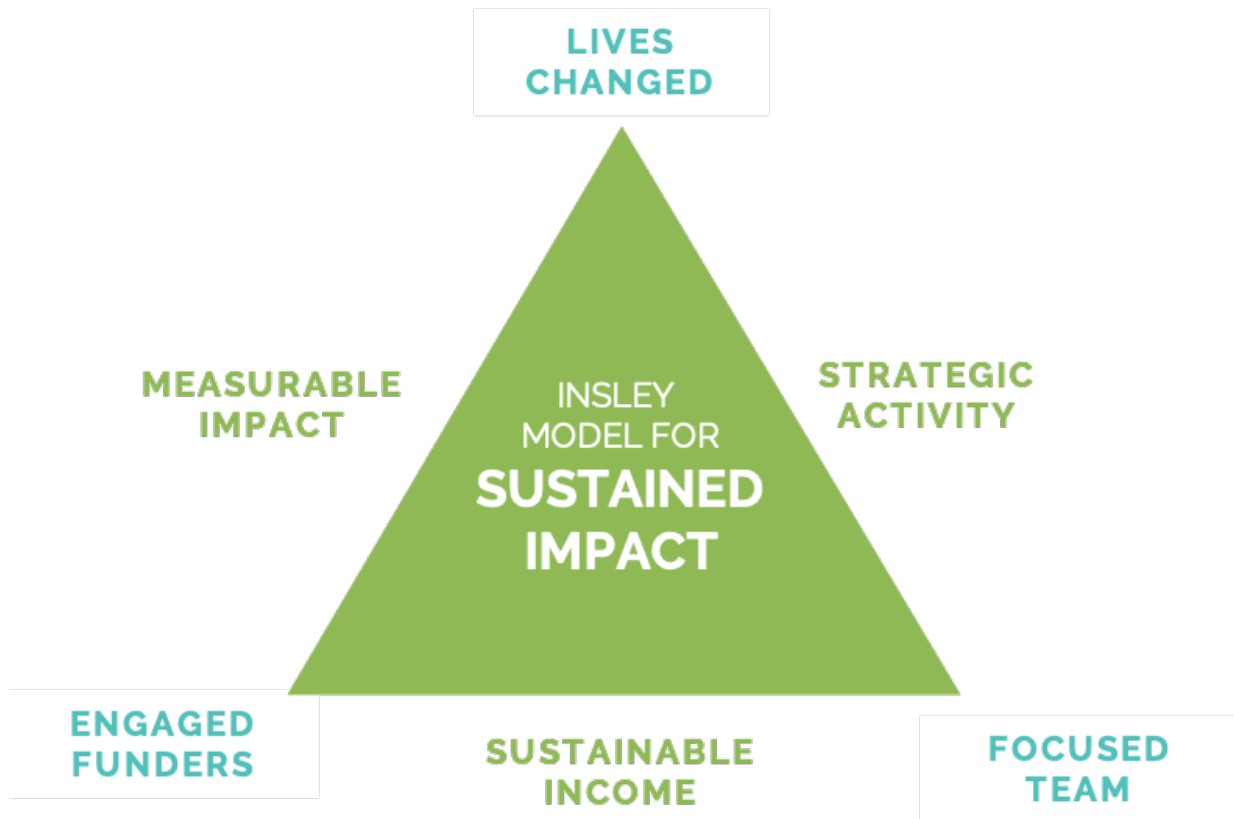 LIVES
CHANGED
MEASURABLE
IMPACT
INSLEY
MODEL FOR
SUSTAINED
IMPACT
STRATEGIC
ACTIVITY
ENGAGED
FUNDERS
SUSTAINABLE
INCOME
FOCUSED
TEAM